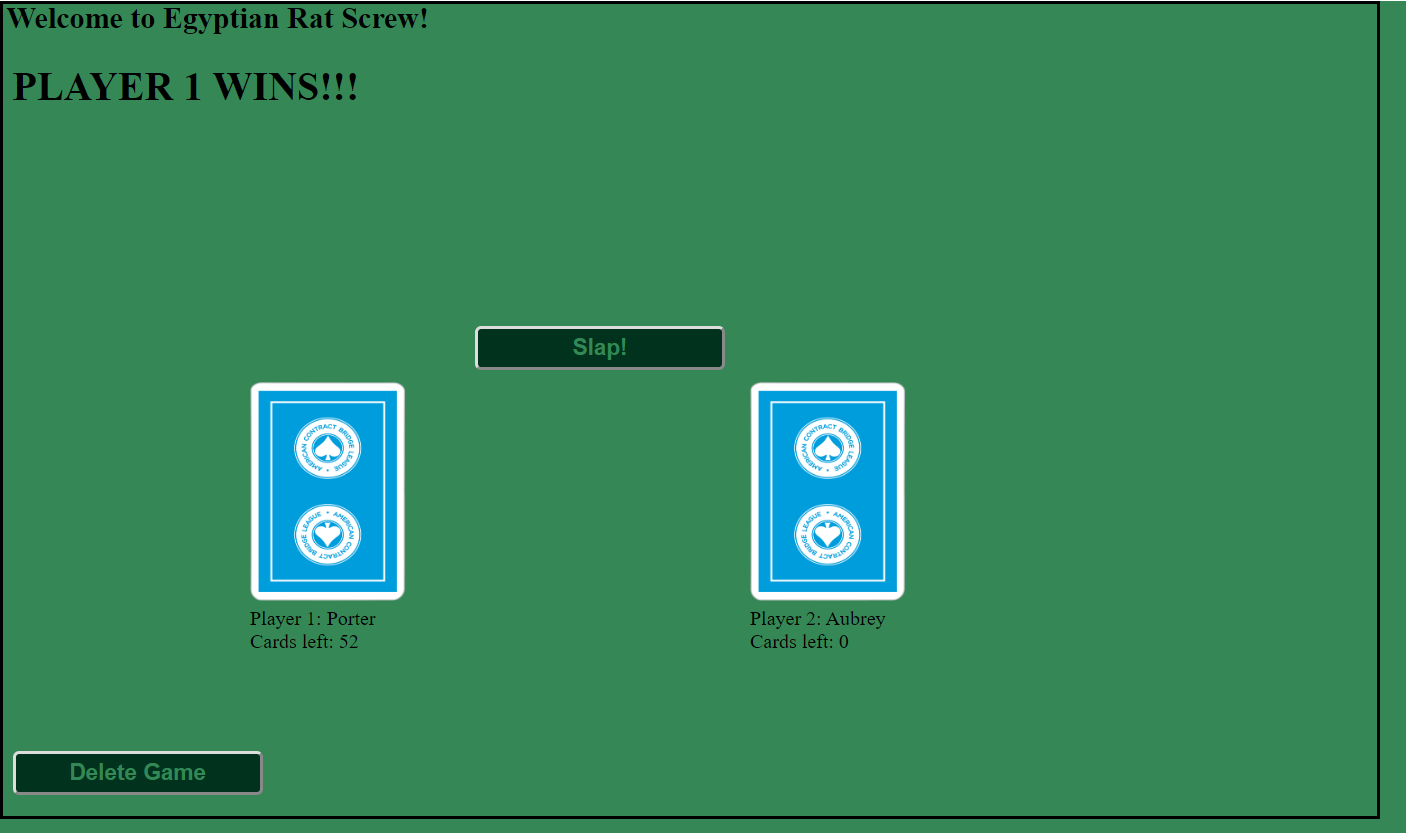 Welcome to Egyptian Rat Screw!
PLAYER 1 WINS!!!
Slap!
AMERICAN CONTRACT BRIDGE LEAGUE •
AMERICAN CONTRACT BRIDGE LEAGUE •
AMERICAN CONTRACT BRIDGE LEAGUE •
AMERICAN CONTRACT BRIDGE LEAGUE •
Player 1: Porter
Cards left: 52
Player 2: Aubrey
Cards left: 0
Delete Game